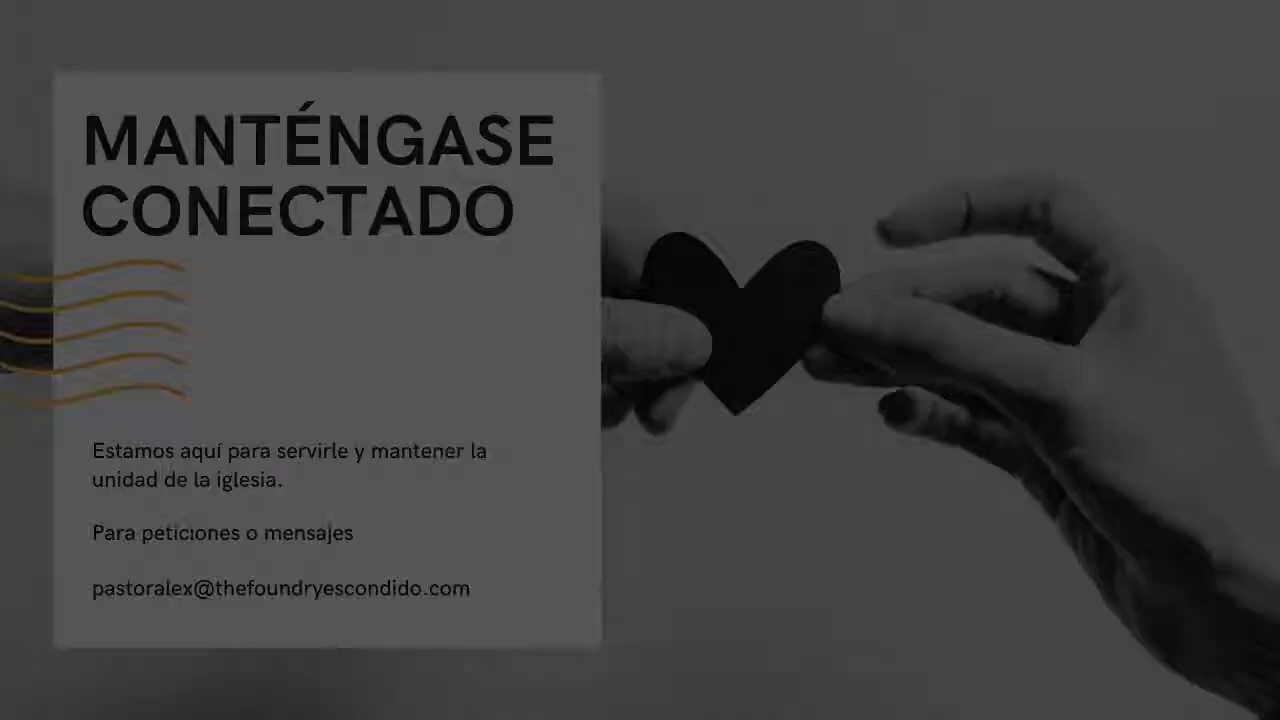 MANTÉNGASE
CONECTADO
Estamos aquí para servirle y mantener la
unidad de la iglesia.
Para peticiones o mensajes
pastoralex@thefoundryescondido.com